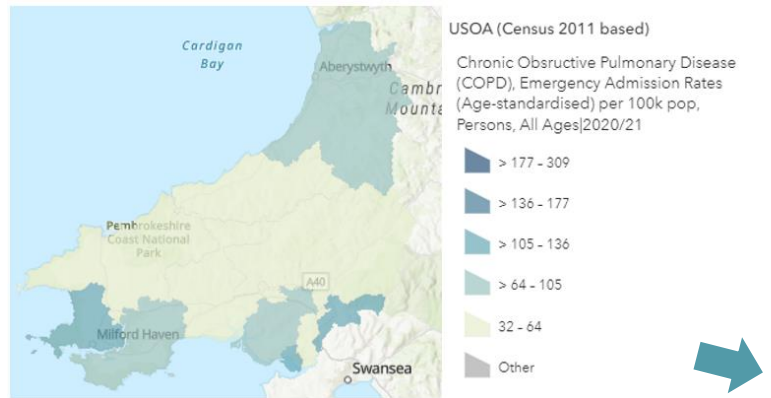 USOA (Census 2011 based)
Chronic Obsructive Pulmonary Disease
(COPD), Emergency Admission Rates
(Age-standardised) per 100k pop,
Persons, All Ages|2020/21
> 177 - 309
> 136 - 177
> 105 - 136
> 64 - 105
32 - 64
Other
Cardigan
Bay
Aberystwyth
Cambr
Mounta
Pembrokeshire
Coast National
Park
A40
Milford Haven
Swansea